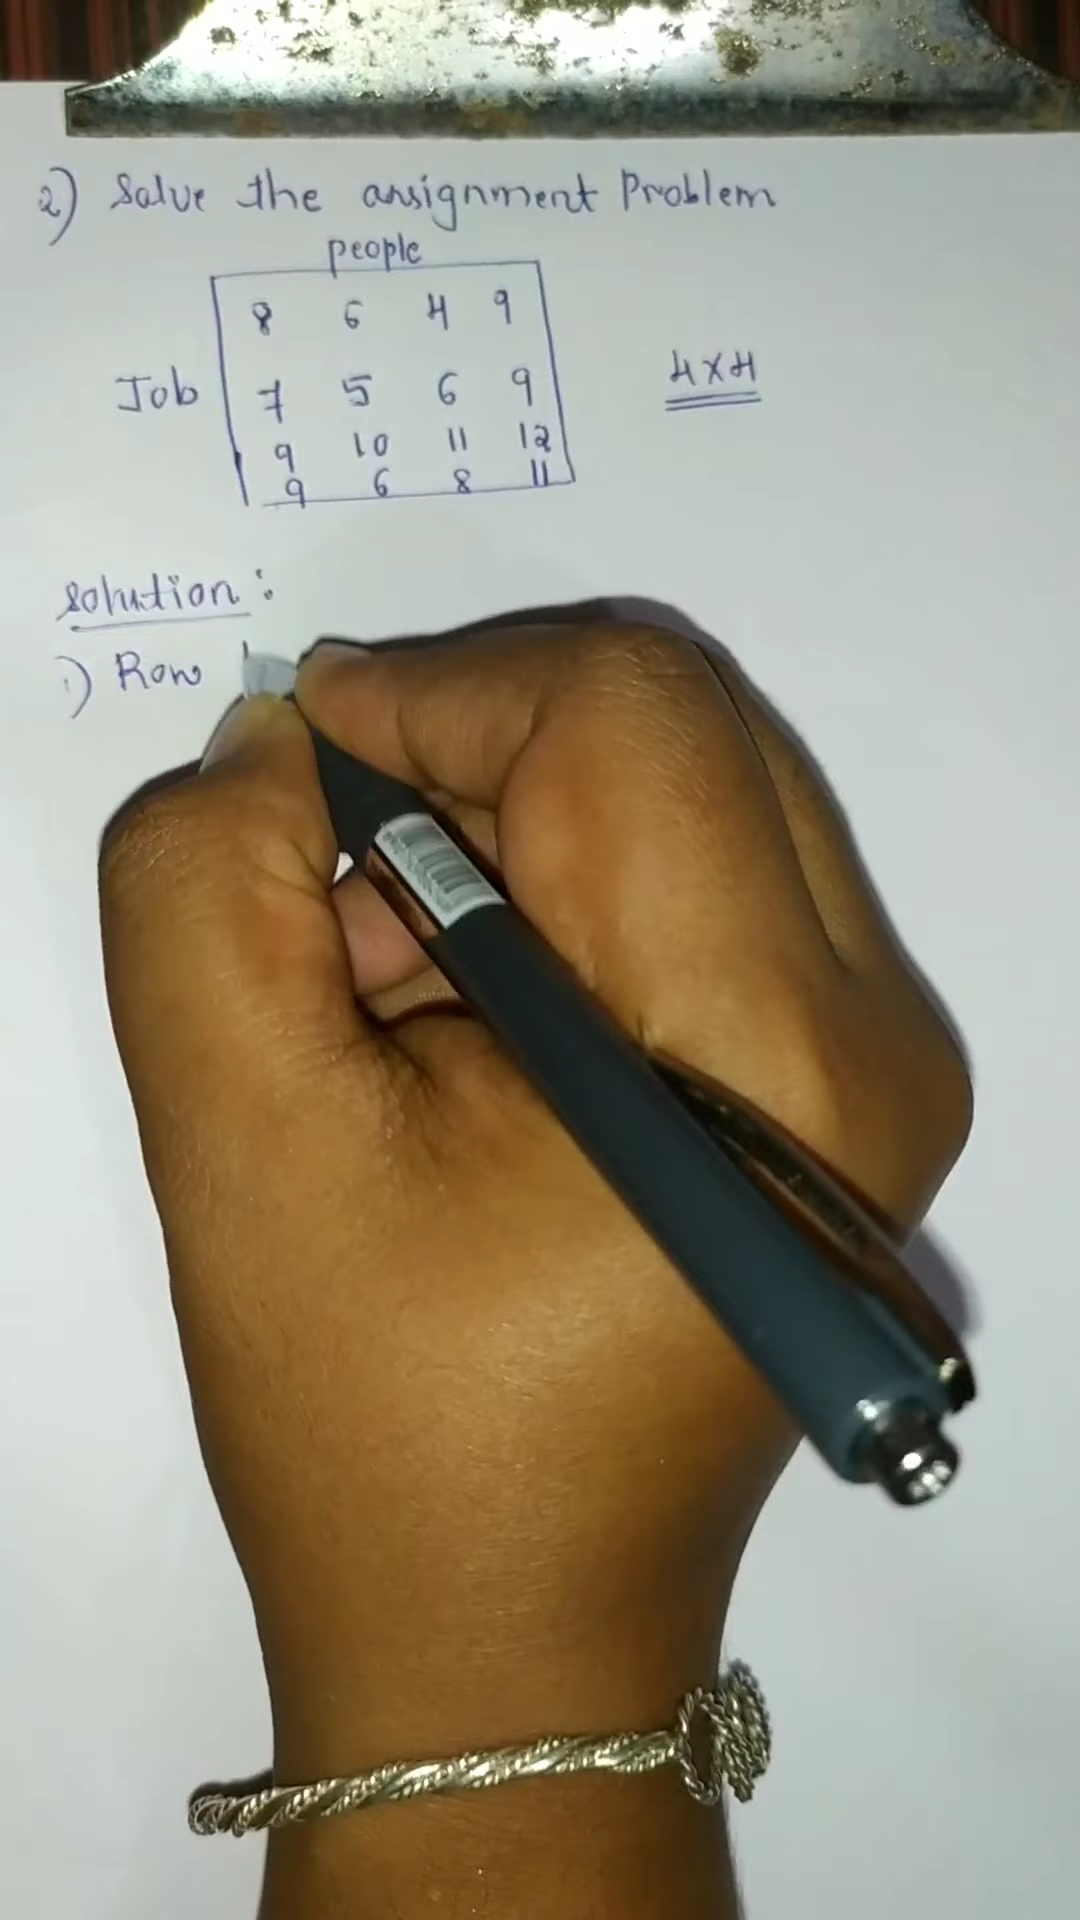 2) Solve the assignment Problem
people
8 6 4 9
Job 7 5 6 9 4x4
9 10 11 12
9 6 8 11
Solution :
1) Row